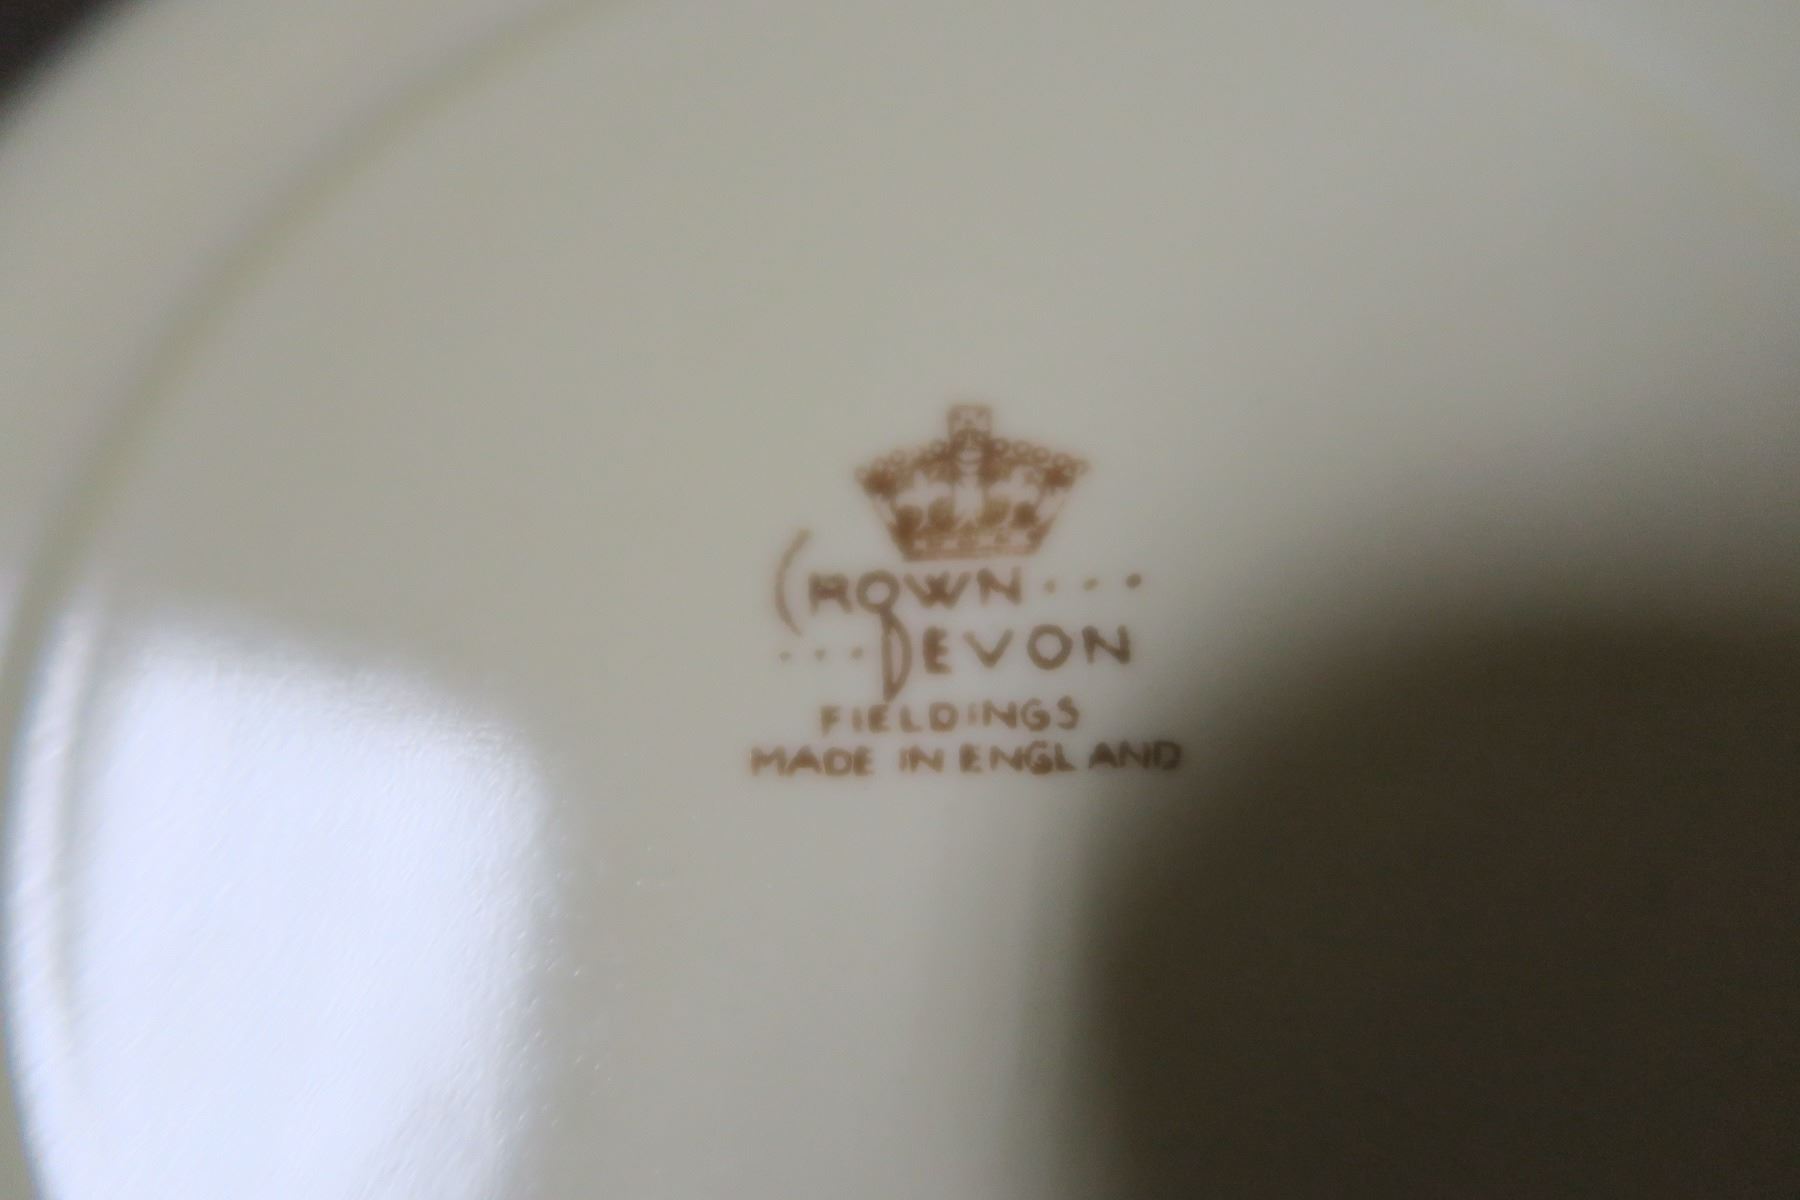 CROWN....
...DEVON
FIELDINGS
MADE IN ENGLAND